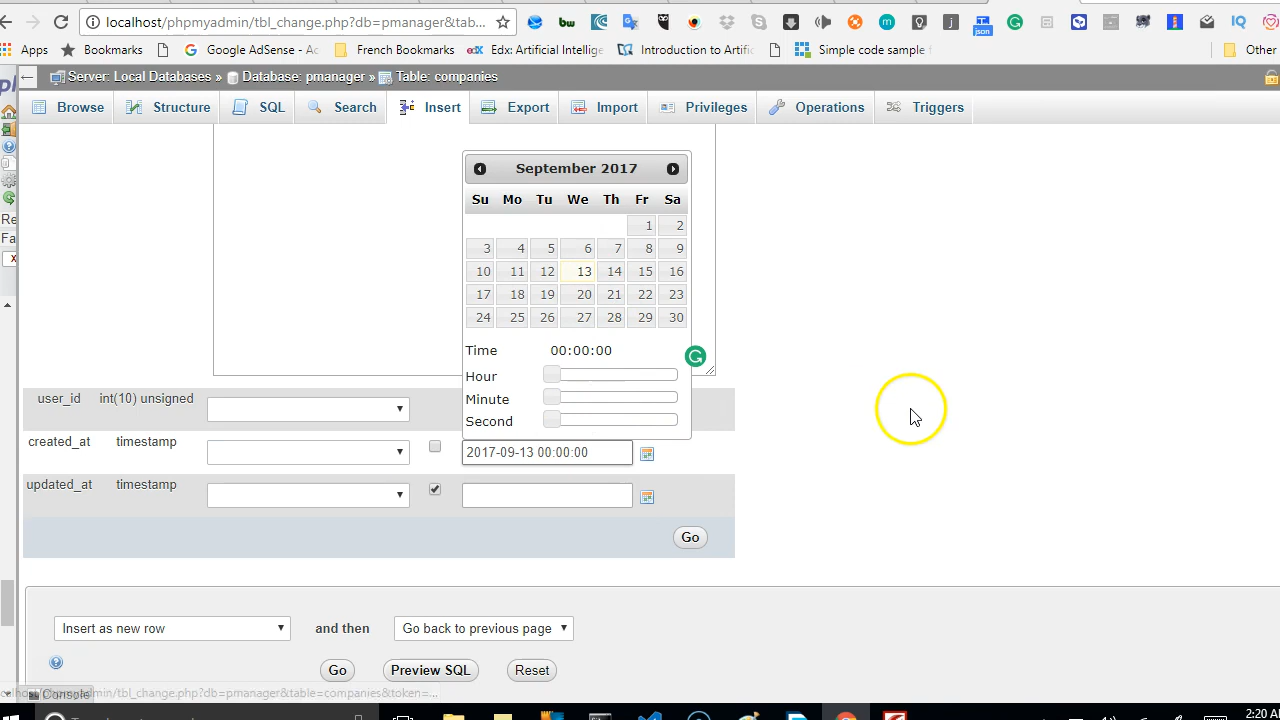 localhost/phpmyadmin/tbl_change.php?db=pmanager&tab...
Apps Bookmarks Google AdSense - Ac French Bookmarks Edx: Artificial Intellige Introduction to Artific Simple code sample Other
← Server: Local Databases » Database: pmanager » Table: companies
Browse Structure SQL Search Insert Export Import Privileges Operations Triggers
September 2017
Su Mo Tu We Th Fr Sa
1 2
3 4 5 6 7 8 9
10 11 12 13 14 15 16
17 18 19 20 21 22 23
24 25 26 27 28 29 30
Time 00:00:00
Hour
Minute
Second
user_id int(10) unsigned
created_at timestamp 2017-09-13 00:00:00
updated_at timestamp
Go
Insert as new row and then Go back to previous page
Go Preview SQL Reset
Console
2:20 A